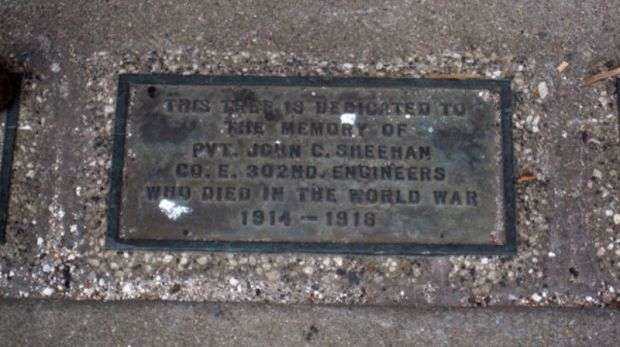 THIS TREE IS DEDICATED TO
THE MEMORY OF
PVT. JOHN C. SHEEHAN
CO. E. 302ND. ENGINEERS
WHO DIED IN THE WORLD WAR
1914 - 1918